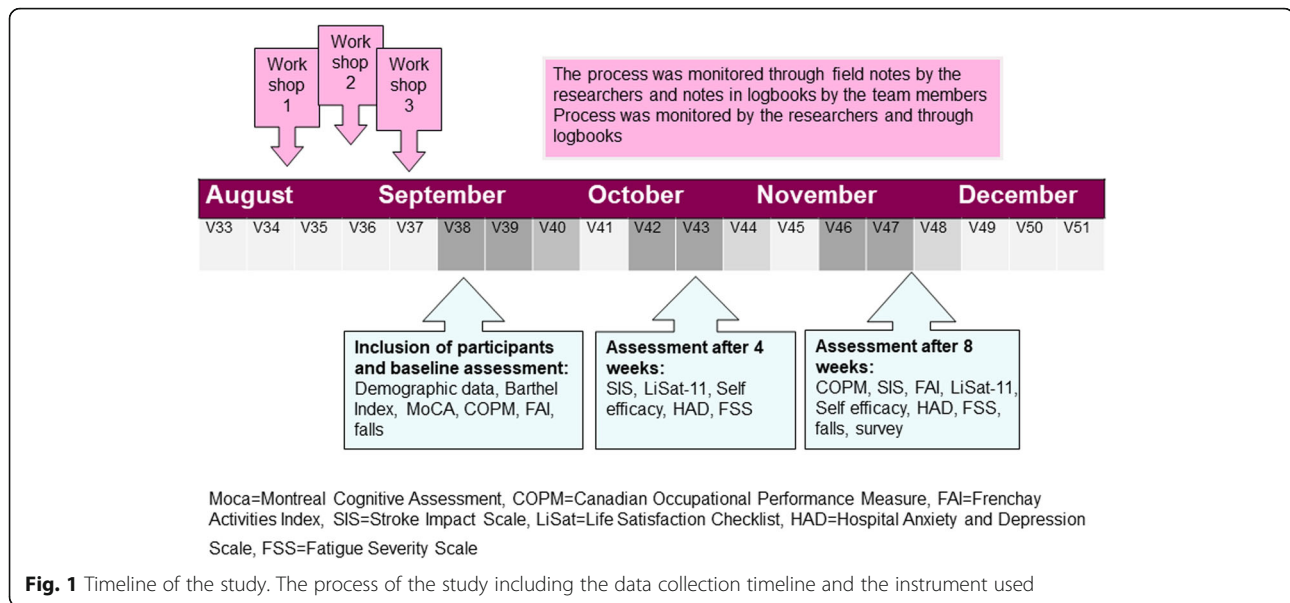 Work
shop
1
Work
shop
2
Work
shop
3
The process was monitored through field notes by the
researchers and notes in logbooks by the team members
Process was monitored by the researchers and through
logbooks
August September October November December
V33 V34 V35 V36 V37 V38 V39 V40 V41 V42 V43 V44 V45 V46 V47 V48 V49 V50 V51
Inclusion of participants
and baseline assessment:
Demographic data, Barthel
Index, MoCA, COPM, FAI,
falls
Assessment after 4
weeks:
SIS, LiSat-11, Self
efficacy, HAD, FSS
Assessment after 8
weeks:
COPM, SIS, FAI, LiSat-11,
Self efficacy, HAD, FSS,
falls, survey
Moca=Montreal Cognitive Assessment, COPM=Canadian Occupational Performance Measure, FAI=Frenchay
Activities Index, SIS=Stroke Impact Scale, LiSat=Life Satisfaction Checklist, HAD=Hospital Anxiety and Depression
Scale, FSS=Fatigue Severity Scale
Fig. 1 Timeline of the study. The process of the study including the data collection timeline and the instrument used